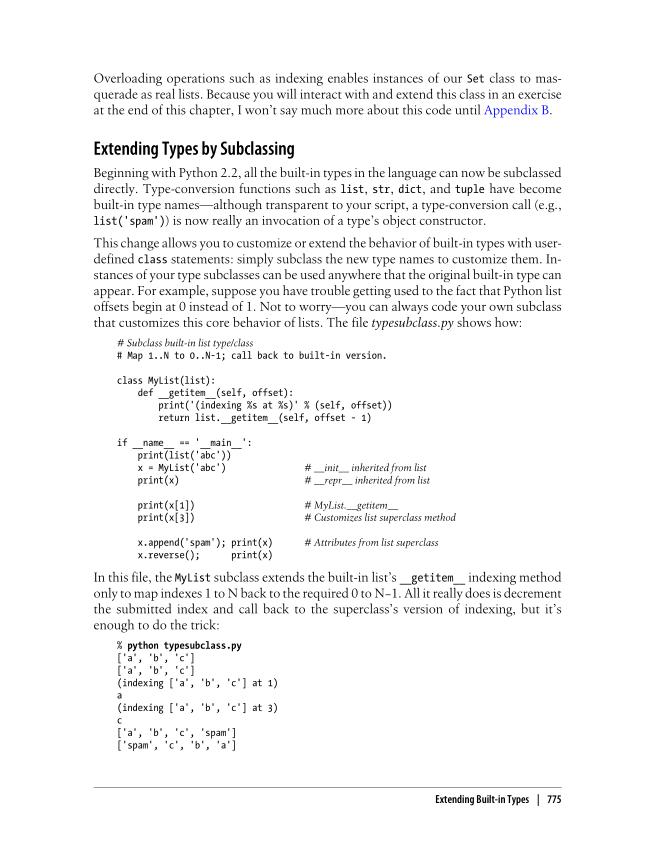 Overloading operations such as indexing enables instances of our Set class to mas-
querade as real lists. Because you will interact with and extend this class in an exercise
at the end of this chapter, I won’t say much more about this code until Appendix B.
Extending Types by Subclassing
Beginning with Python 2.2, all the built-in types in the language can now be subclassed
directly. Type-conversion functions such as list, str, dict, and tuple have become
built-in type names—although transparent to your script, a type-conversion call (e.g.,
list('spam')) is now really an invocation of a type’s object constructor.
This change allows you to customize or extend the behavior of built-in types with user-
defined class statements: simply subclass the new type names to customize them. In-
stances of your type subclasses can be used anywhere that the original built-in type can
appear. For example, suppose you have trouble getting used to the fact that Python list
offsets begin at 0 instead of 1. Not to worry—you can always code your own subclass
that customizes this core behavior of lists. The file typesubclass.py shows how:
# Subclass built-in list type/class
# Map 1..N to 0..N-1; call back to built-in version.
class MyList(list):
    def __getitem__(self, offset):
        print('(indexing %s at %s)' % (self, offset))
        return list.__getitem__(self, offset - 1)
if __name__ == '__main__':
    print(list('abc'))
    x = MyList('abc')               # __init__ inherited from list
    print(x)                        # __repr__ inherited from list
    print(x[1])                     # MyList.__getitem__
    print(x[3])                     # Customizes list superclass method
    x.append('spam'); print(x)      # Attributes from list superclass
    x.reverse();      print(x)
In this file, the MyList subclass extends the built-in list’s __getitem__ indexing method
only to map indexes 1 to N back to the required 0 to N−1. All it really does is decrement
the submitted index and call back to the superclass’s version of indexing, but it’s
enough to do the trick:
% python typesubclass.py
['a', 'b', 'c']
['a', 'b', 'c']
(indexing ['a', 'b', 'c'] at 1)
a
(indexing ['a', 'b', 'c'] at 3)
c
['a', 'b', 'c', 'spam']
['spam', 'c', 'b', 'a']
Extending Built-in Types | 775